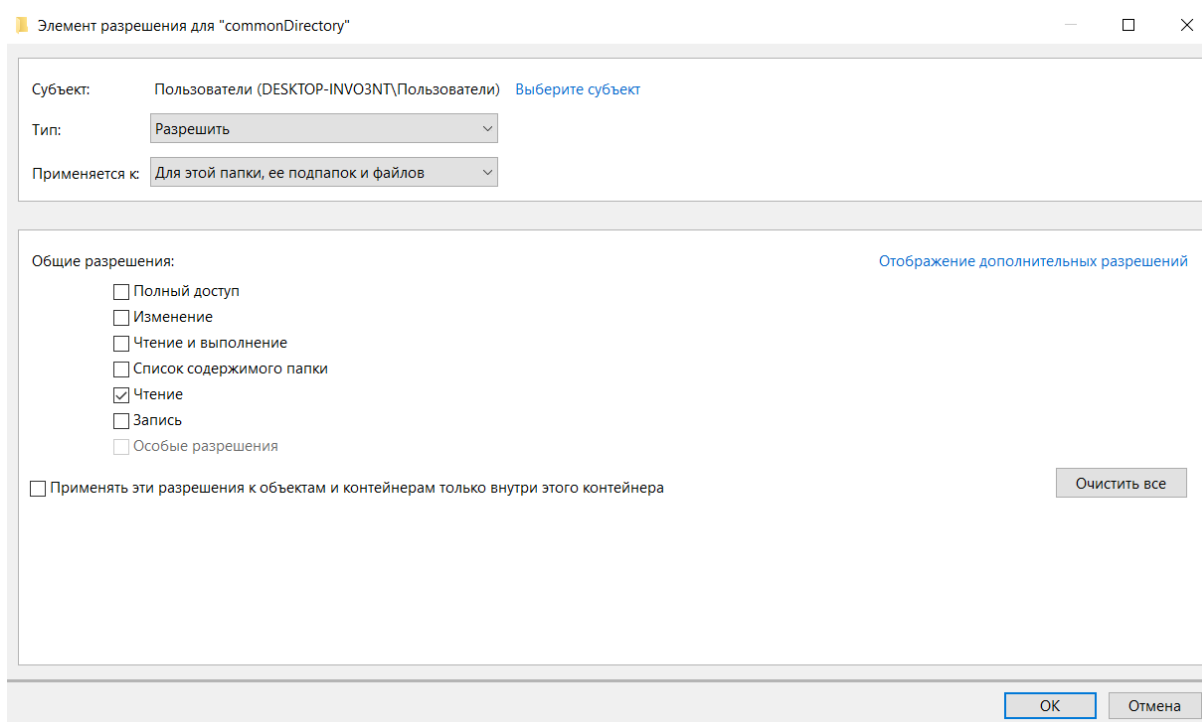 Элемент разрешения для "commonDirectory"
Субъект: Пользователи (DESKTOP-INVO3NT\Пользователи) Выберите субъект
Тип: Разрешить
Применяется к: Для этой папки, ее подпапок и файлов
Общие разрешения: Отображение дополнительных разрешений
Полный доступ
Изменение
Чтение и выполнение
Список содержимого папки
Чтение
Запись
Особые разрешения
Применять эти разрешения к объектам и контейнерам только внутри этого контейнера Очистить все
ОК Отмена